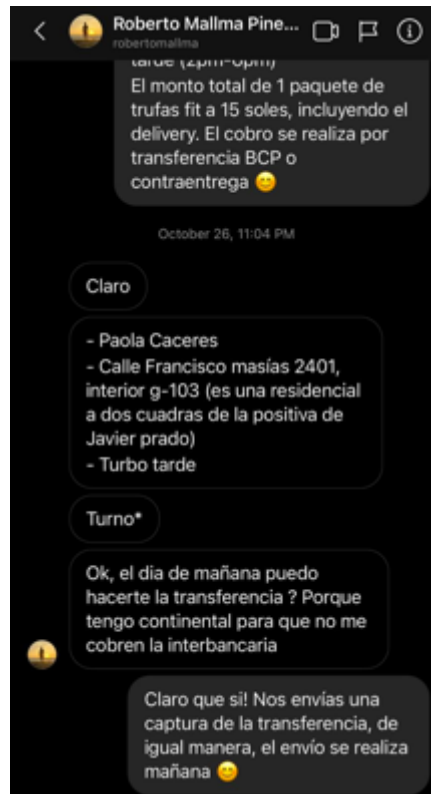 Roberto Mallma Pine...
robertomallma
tarde (2pm-6pm)
El monto total de 1 paquete de
trufas fit a 15 soles, incluyendo el
delivery. El cobro se realiza por
transferencia BCP o
contraentrega 😊
October 26, 11:04 PM
Claro
- Paola Caceres
- Calle Francisco masías 2401,
interior g-103 (es una residencial
a dos cuadras de la positiva de
Javier prado)
- Turbo tarde
Turno*
Ok, el dia de mañana puedo
hacerte la transferencia ? Porque
tengo continental para que no me
cobren la interbancaria
Claro que si! Nos envías una
captura de la transferencia, de
igual manera, el envío se realiza
mañana 😊